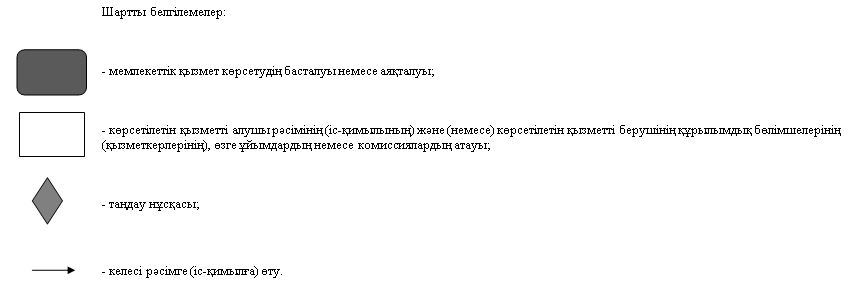 Шартты белгілемелер:
- мемлекеттік қызмет көрсетудің басталуы немесе аяқталуы;
- көрсетілетін қызметті алушы рәсімінің (іс-қимылының) және (немесе) көрсетілетін қызметті берушінің құрылымдық бөлімшелерінің
(қызметкерлерінің), өзге ұйымдардың немесе комиссиялардың атауы;
- таңдау нұсқасы;
- келесі рәсімге (іс-қимылға) өту.